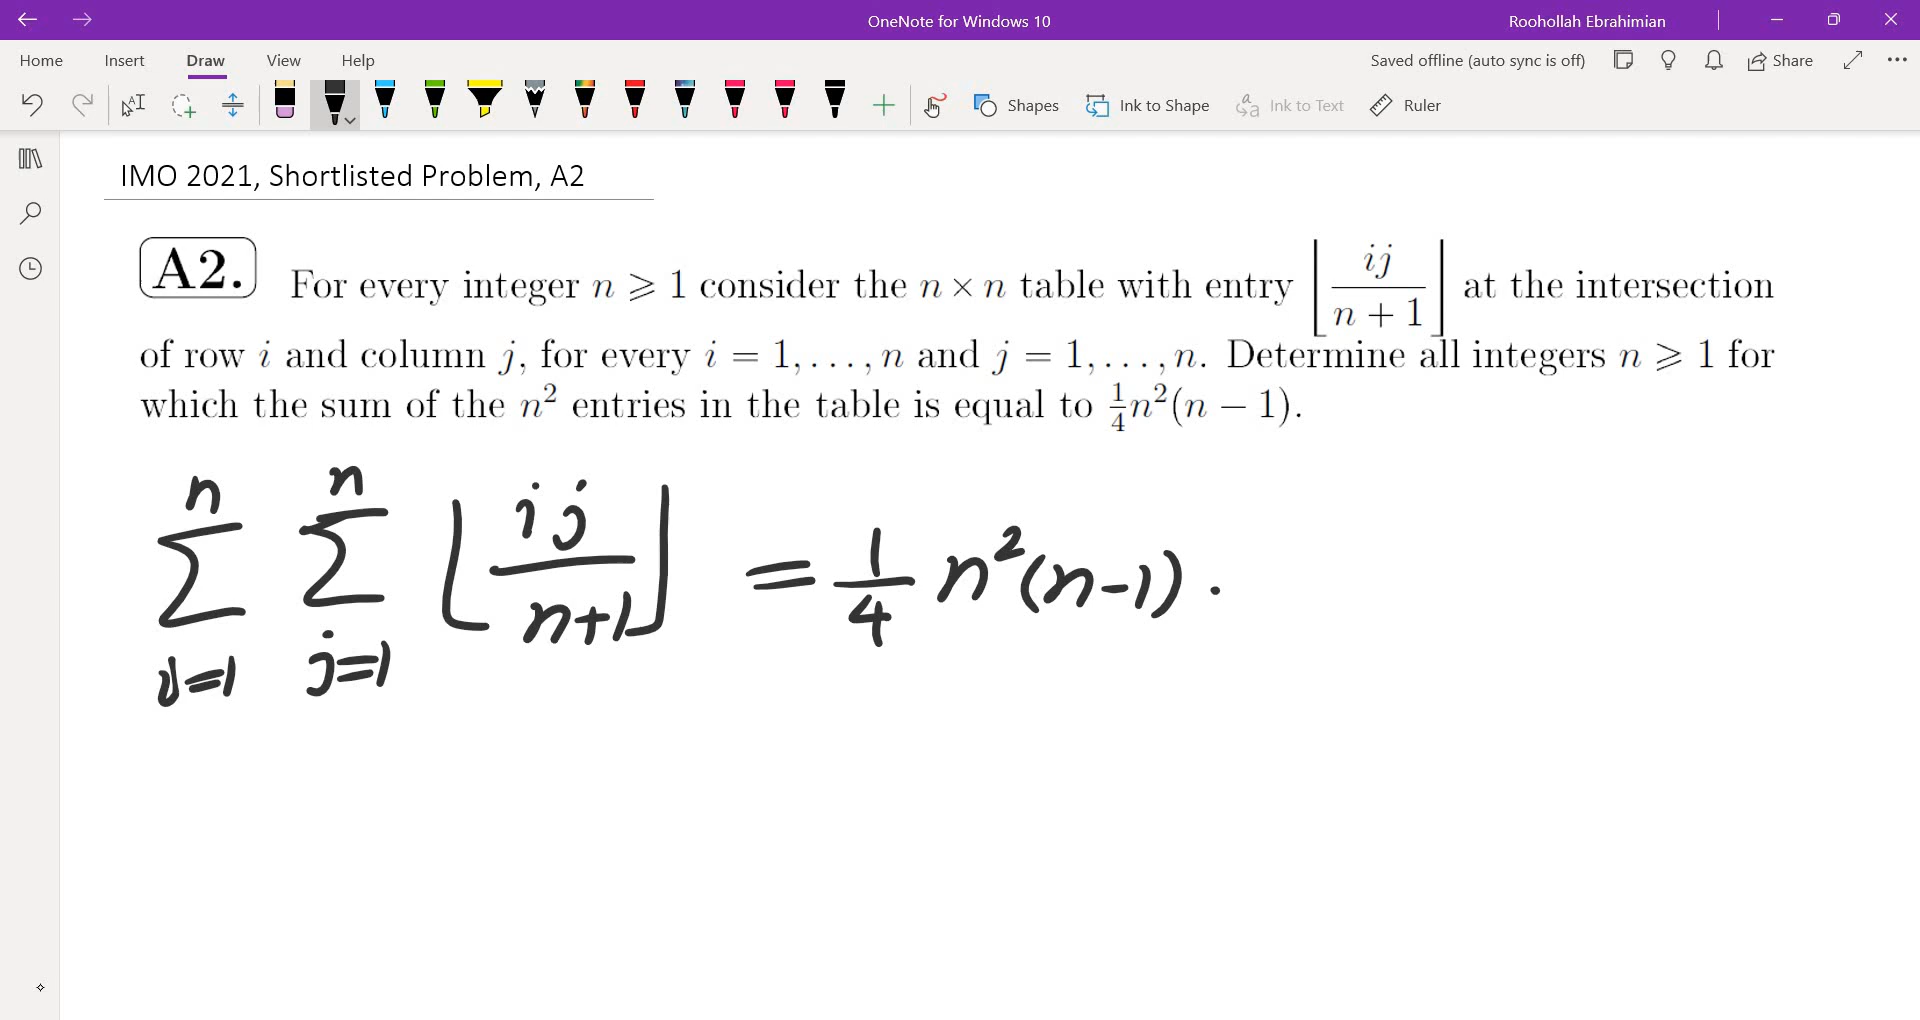 OneNote for Windows 10
Roohollah Ebrahimian
Home Insert Draw View Help
Saved offline (auto sync is off) Share
Shapes Ink to Shape Ink to Text Ruler
IMO 2021, Shortlisted Problem, A2
A2. For every integer n ⩾ 1 consider the n × n table with entry ⌊ij/(n + 1)⌋ at the intersection
of row i and column j, for every i = 1, . . . , n and j = 1, . . . , n. Determine all integers n ⩾ 1 for
which the sum of the n² entries in the table is equal to ¼n²(n − 1).
∑_{i=1}^{n} ∑_{j=1}^{n} ⌊ij/(n+1)⌋ = 1/4 n²(n-1).